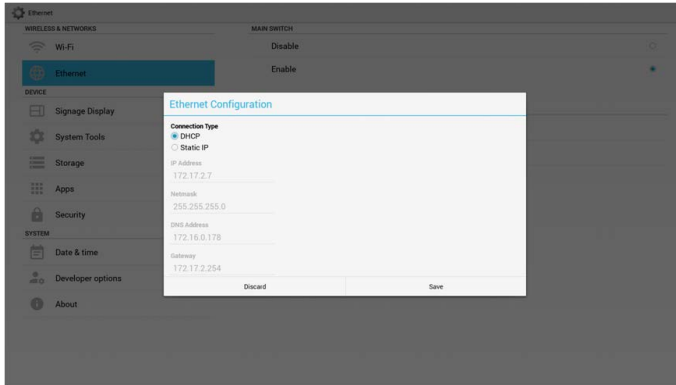 Ethernet
WIRELESS & NETWORKS
Wi-Fi
Ethernet
DEVICE
Signage Display
System Tools
Storage
Apps
Security
SYSTEM
Date & time
Developer options
About
MAIN SWITCH
Disable
Enable
Ethernet Configuration
Connection Type
DHCP
Static IP
IP Address
172.17.2.7
Netmask
255.255.255.0
DNS Address
172.16.0.178
Gateway
172.17.2.254
Discard
Save